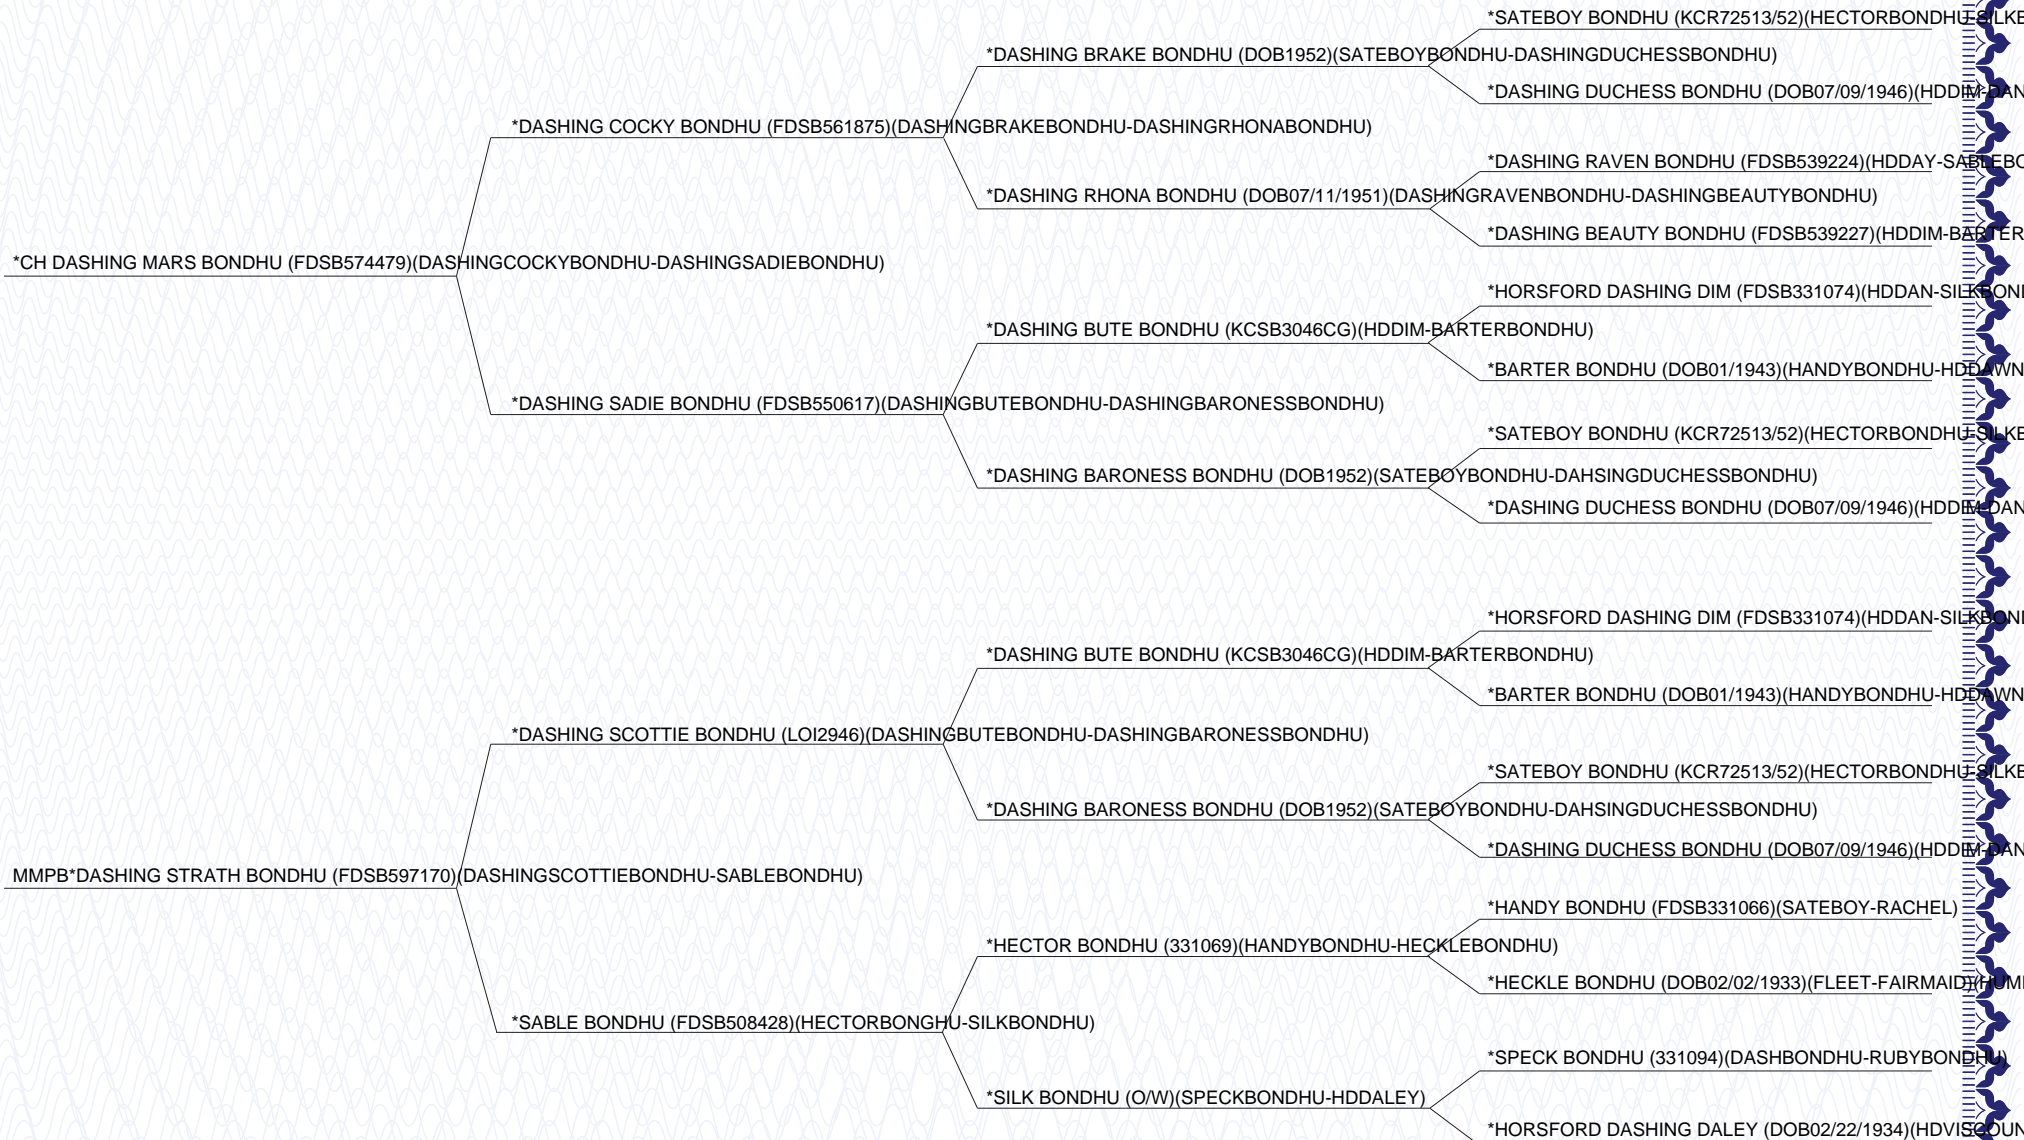 *SATEBOY BONDHU (KCR72513/52)(HECTORBONDHU-SILKB
*DASHING BRAKE BONDHU (DOB1952)(SATEBOYBONDHU-DASHINGDUCHESSBONDHU)
*DASHING DUCHESS BONDHU (DOB07/09/1946)(HDDIM-DAN
*DASHING COCKY BONDHU (FDSB561875)(DASHINGBRAKEBONDHU-DASHINGRHONABONDHU)
*DASHING RAVEN BONDHU (FDSB539224)(HDDAY-SABLEBO
*DASHING RHONA BONDHU (DOB07/11/1951)(DASHINGRAVENBONDHU-DASHINGBEAUTYBONDHU)
*DASHING BEAUTY BONDHU (FDSB539227)(HDDIM-BARTER
*CH DASHING MARS BONDHU (FDSB574479)(DASHINGCOCKYBONDHU-DASHINGSADIEBONDHU)
*HORSFORD DASHING DIM (FDSB331074)(HDDAN-SILKBOND
*DASHING BUTE BONDHU (KCSB3046CG)(HDDIM-BARTERBONDHU)
*BARTER BONDHU (DOB01/1943)(HANDYBONDHU-HDDAWN
*DASHING SADIE BONDHU (FDSB550617)(DASHINGBUTEBONDHU-DASHINGBARONESSBONDHU)
*SATEBOY BONDHU (KCR72513/52)(HECTORBONDHU-SILKB
*DASHING BARONESS BONDHU (DOB1952)(SATEBOYBONDHU-DAHSINGDUCHESSBONDHU)
*DASHING DUCHESS BONDHU (DOB07/09/1946)(HDDIM-DAN
*HORSFORD DASHING DIM (FDSB331074)(HDDAN-SILKBOND
*DASHING BUTE BONDHU (KCSB3046CG)(HDDIM-BARTERBONDHU)
*BARTER BONDHU (DOB01/1943)(HANDYBONDHU-HDDAWN
*DASHING SCOTTIE BONDHU (LOI2946)(DASHINGBUTEBONDHU-DASHINGBARONESSBONDHU)
*SATEBOY BONDHU (KCR72513/52)(HECTORBONDHU-SILKB
*DASHING BARONESS BONDHU (DOB1952)(SATEBOYBONDHU-DAHSINGDUCHESSBONDHU)
*DASHING DUCHESS BONDHU (DOB07/09/1946)(HDDIM-DAN
MMPB*DASHING STRATH BONDHU (FDSB597170)(DASHINGSCOTTIEBONDHU-SABLEBONDHU)
*HANDY BONDHU (FDSB331066)(SATEBOY-RACHEL)
*HECTOR BONDHU (331069)(HANDYBONDHU-HECKLEBONDHU)
*HECKLE BONDHU (DOB02/02/1933)(FLEET-FAIRMAID)(HUM
*SABLE BONDHU (FDSB508428)(HECTORBONGHU-SILKBONDHU)
*SPECK BONDHU (331094)(DASHBONDHU-RUBYBONDHU)
*SILK BONDHU (O/W)(SPECKBONDHU-HDDALEY)
*HORSFORD DASHING DALEY (DOB02/22/1934)(HDVISCOUN